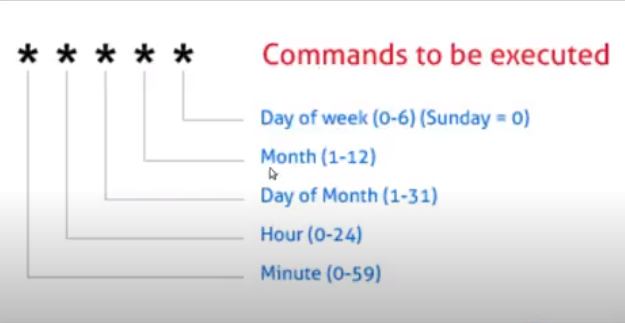 * * * * * Commands to be executed
Day of week (0-6) (Sunday = 0)
Month (1-12)
Day of Month (1-31)
Hour (0-24)
Minute (0-59)